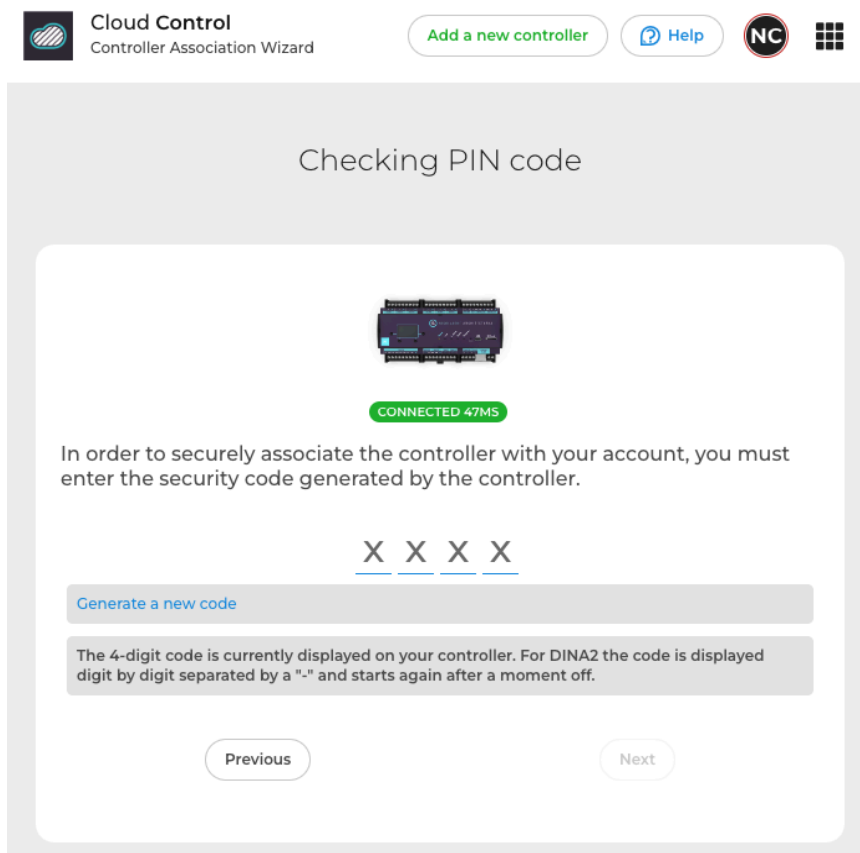 Cloud Control
Controller Association Wizard
Add a new controller
Help
NC
Checking PIN code
CONNECTED 47MS
In order to securely associate the controller with your account, you must
enter the security code generated by the controller.
X X X X
Generate a new code
The 4-digit code is currently displayed on your controller. For DINA2 the code is displayed
digit by digit separated by a "-" and starts again after a moment off.
Previous
Next